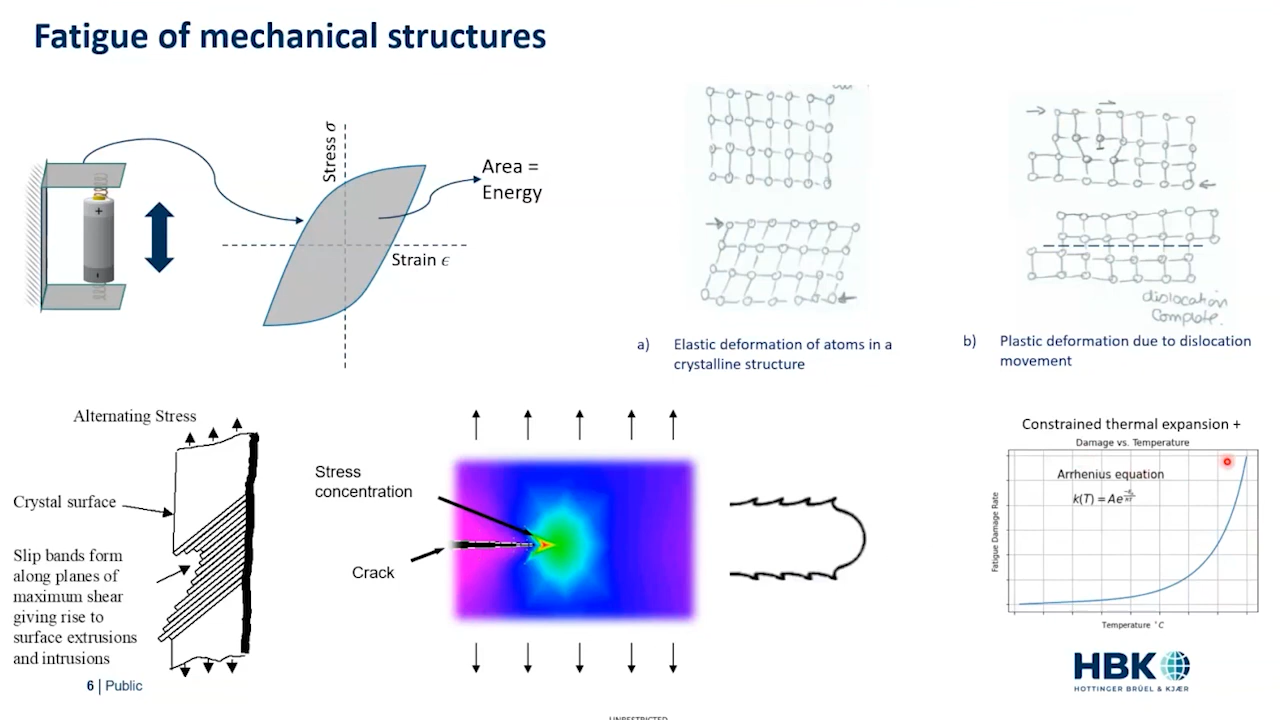 Fatigue of mechanical structures
Stress σ
Area =
Energy
Strain ϵ
+
-
dislocation
Complete.
a) Elastic deformation of atoms in a
crystalline structure
b) Plastic deformation due to dislocation
movement
Alternating Stress
Crystal surface
Slip bands form
along planes of
maximum shear
giving rise to
surface extrusions
and intrusions
Stress
concentration
Crack
Constrained thermal expansion +
Damage vs. Temperature
Arrhenius equation
Fatigue Damage Rate
Temperature °C
HBK
HOTTINGER BRÜEL & KJÆR
6 | Public
UNRESTRICTED